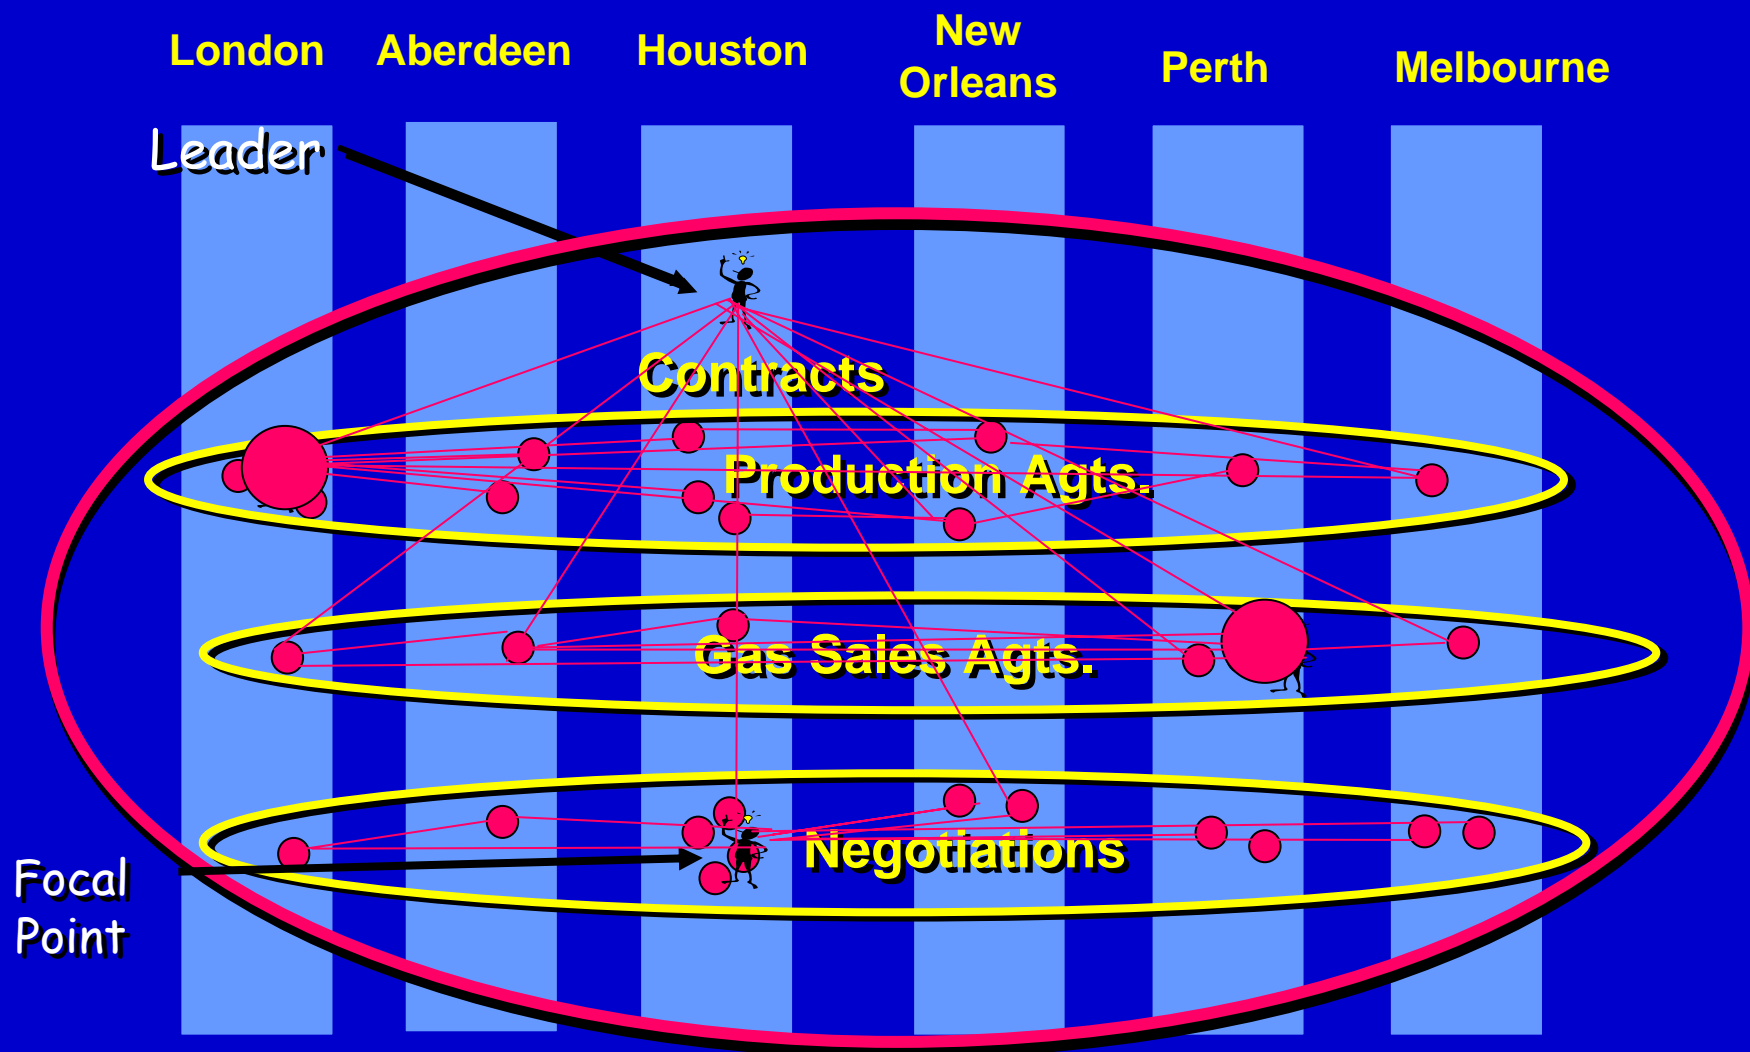 London
Aberdeen
Houston
New
Orleans
Perth
Melbourne
Leader
Contracts
Production Agts.
Gas Sales Agts.
Negotiations
Focal
Point